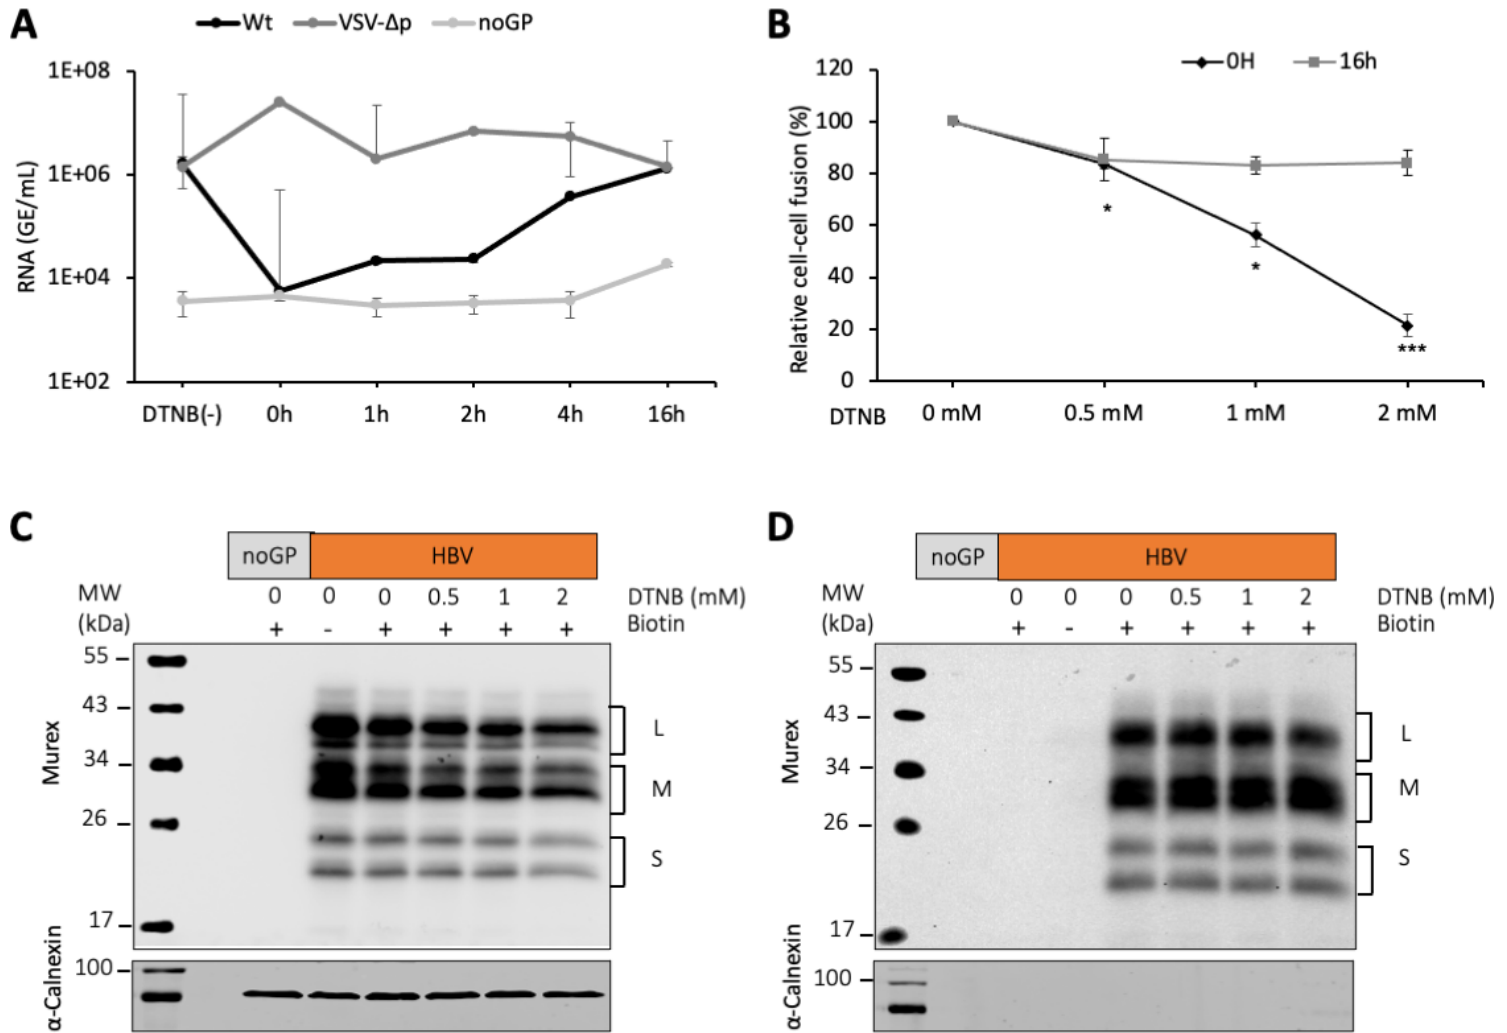 A
Wt VSV-Δp noGP
RNA (GE/mL)
1E+08
1E+06
1E+04
1E+02
DTNB(-) 0h 1h 2h 4h 16h
B
0H 16h
Relative cell-cell fusion (%)
120
100
80
60
40
20
0
*
*
***
DTNB 0 mM 0.5 mM 1 mM 2 mM
C
noGP HBV
MW 0 0 0 0.5 1 2 DTNB (mM)
(kDa) + - + + + + Biotin
55
43
34
26
17
Murex
L
M
S
100
α-Calnexin
D
noGP HBV
MW 0 0 0 0.5 1 2 DTNB (mM)
(kDa) + - + + + + Biotin
55
43
34
26
17
Murex
L
M
S
100
α-Calnexin